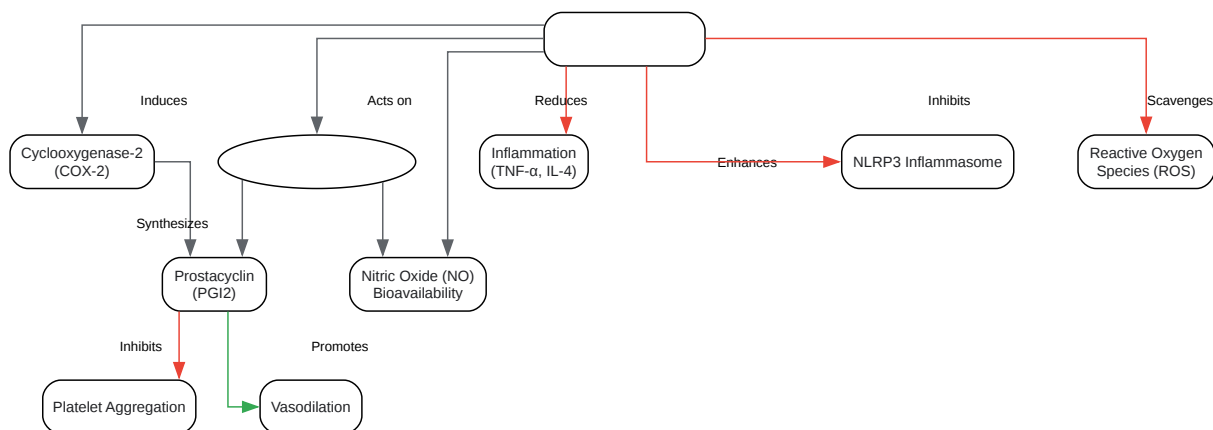 Induces
Acts on
Reduces
Inhibits
Scavenges
Cyclooxygenase-2
(COX-2)
Inflammation
(TNF-α, IL-4)
Enhances
NLRP3 Inflammasome
Reactive Oxygen
Species (ROS)
Synthesizes
Prostacyclin
(PGI2)
Nitric Oxide (NO)
Bioavailability
Inhibits
Promotes
Platelet Aggregation
Vasodilation